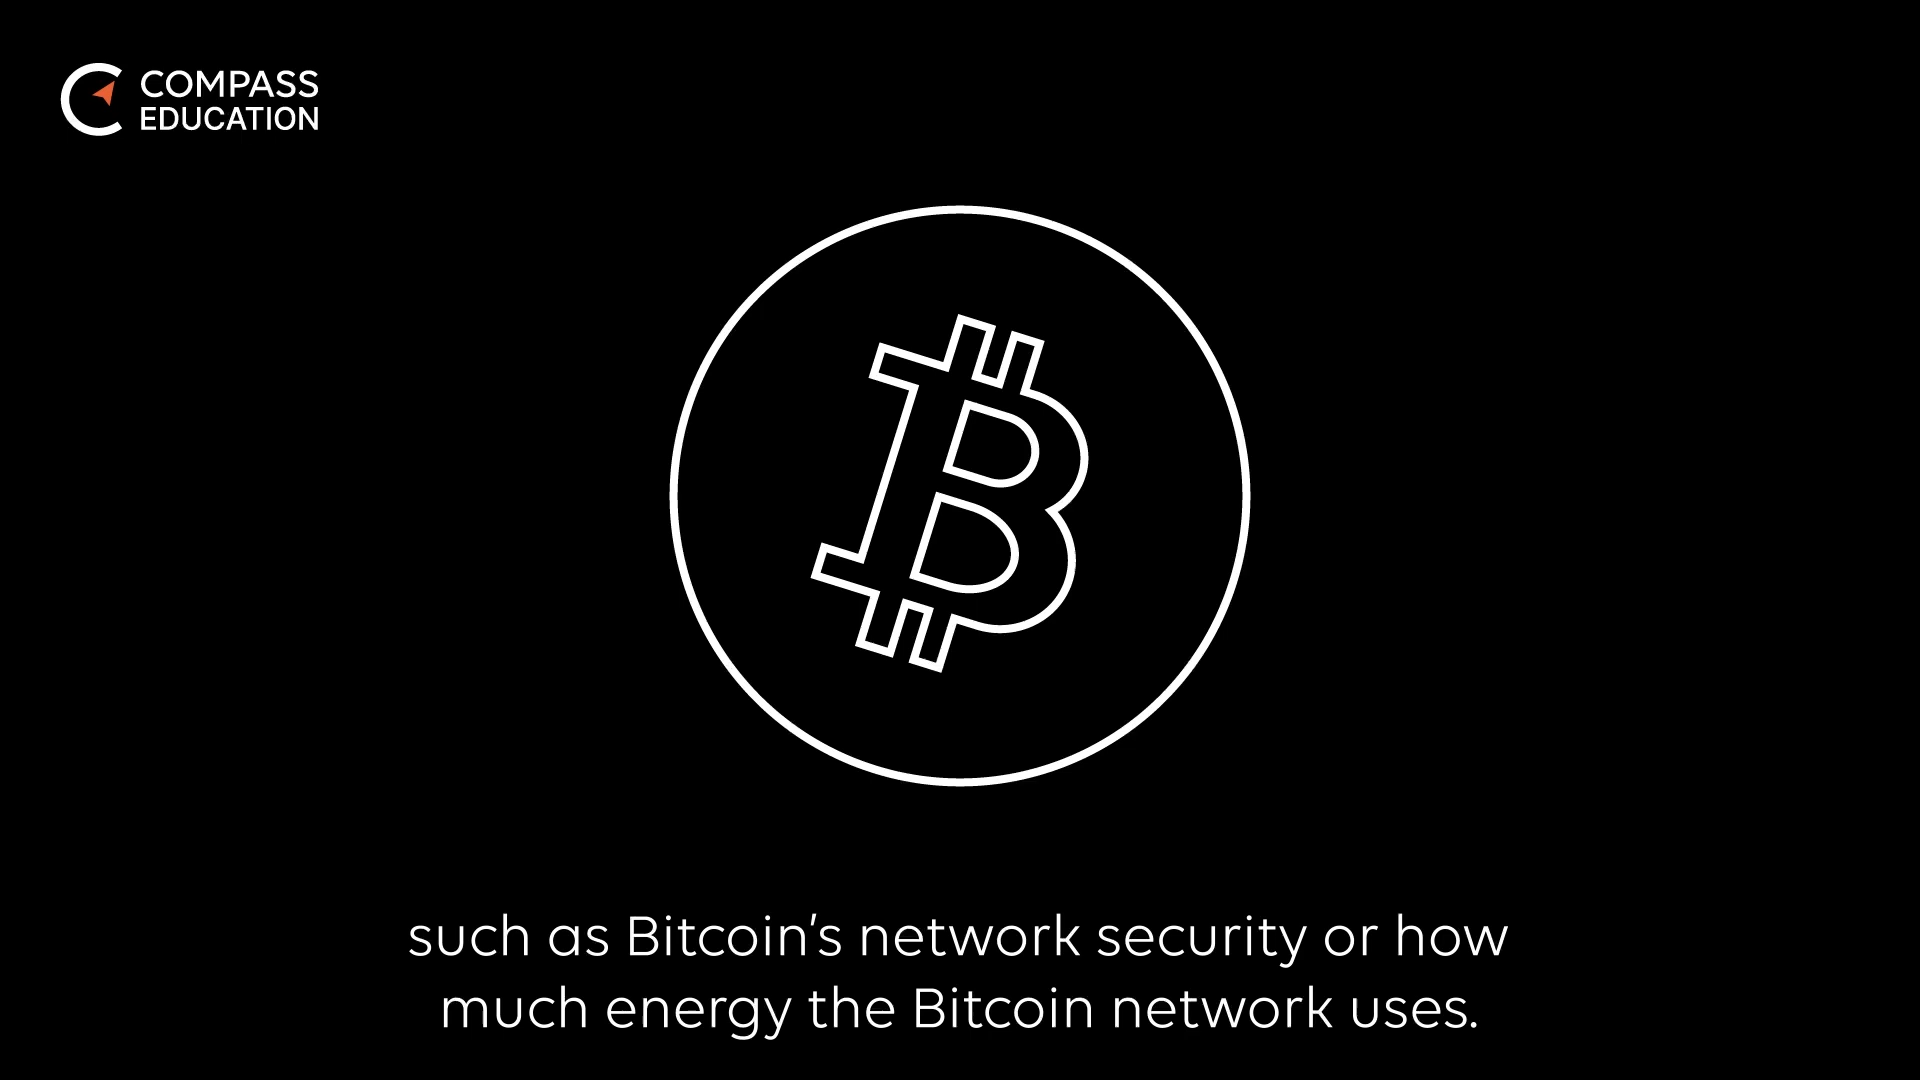 COMPASS
EDUCATION
such as Bitcoin's network security or how
much energy the Bitcoin network uses.